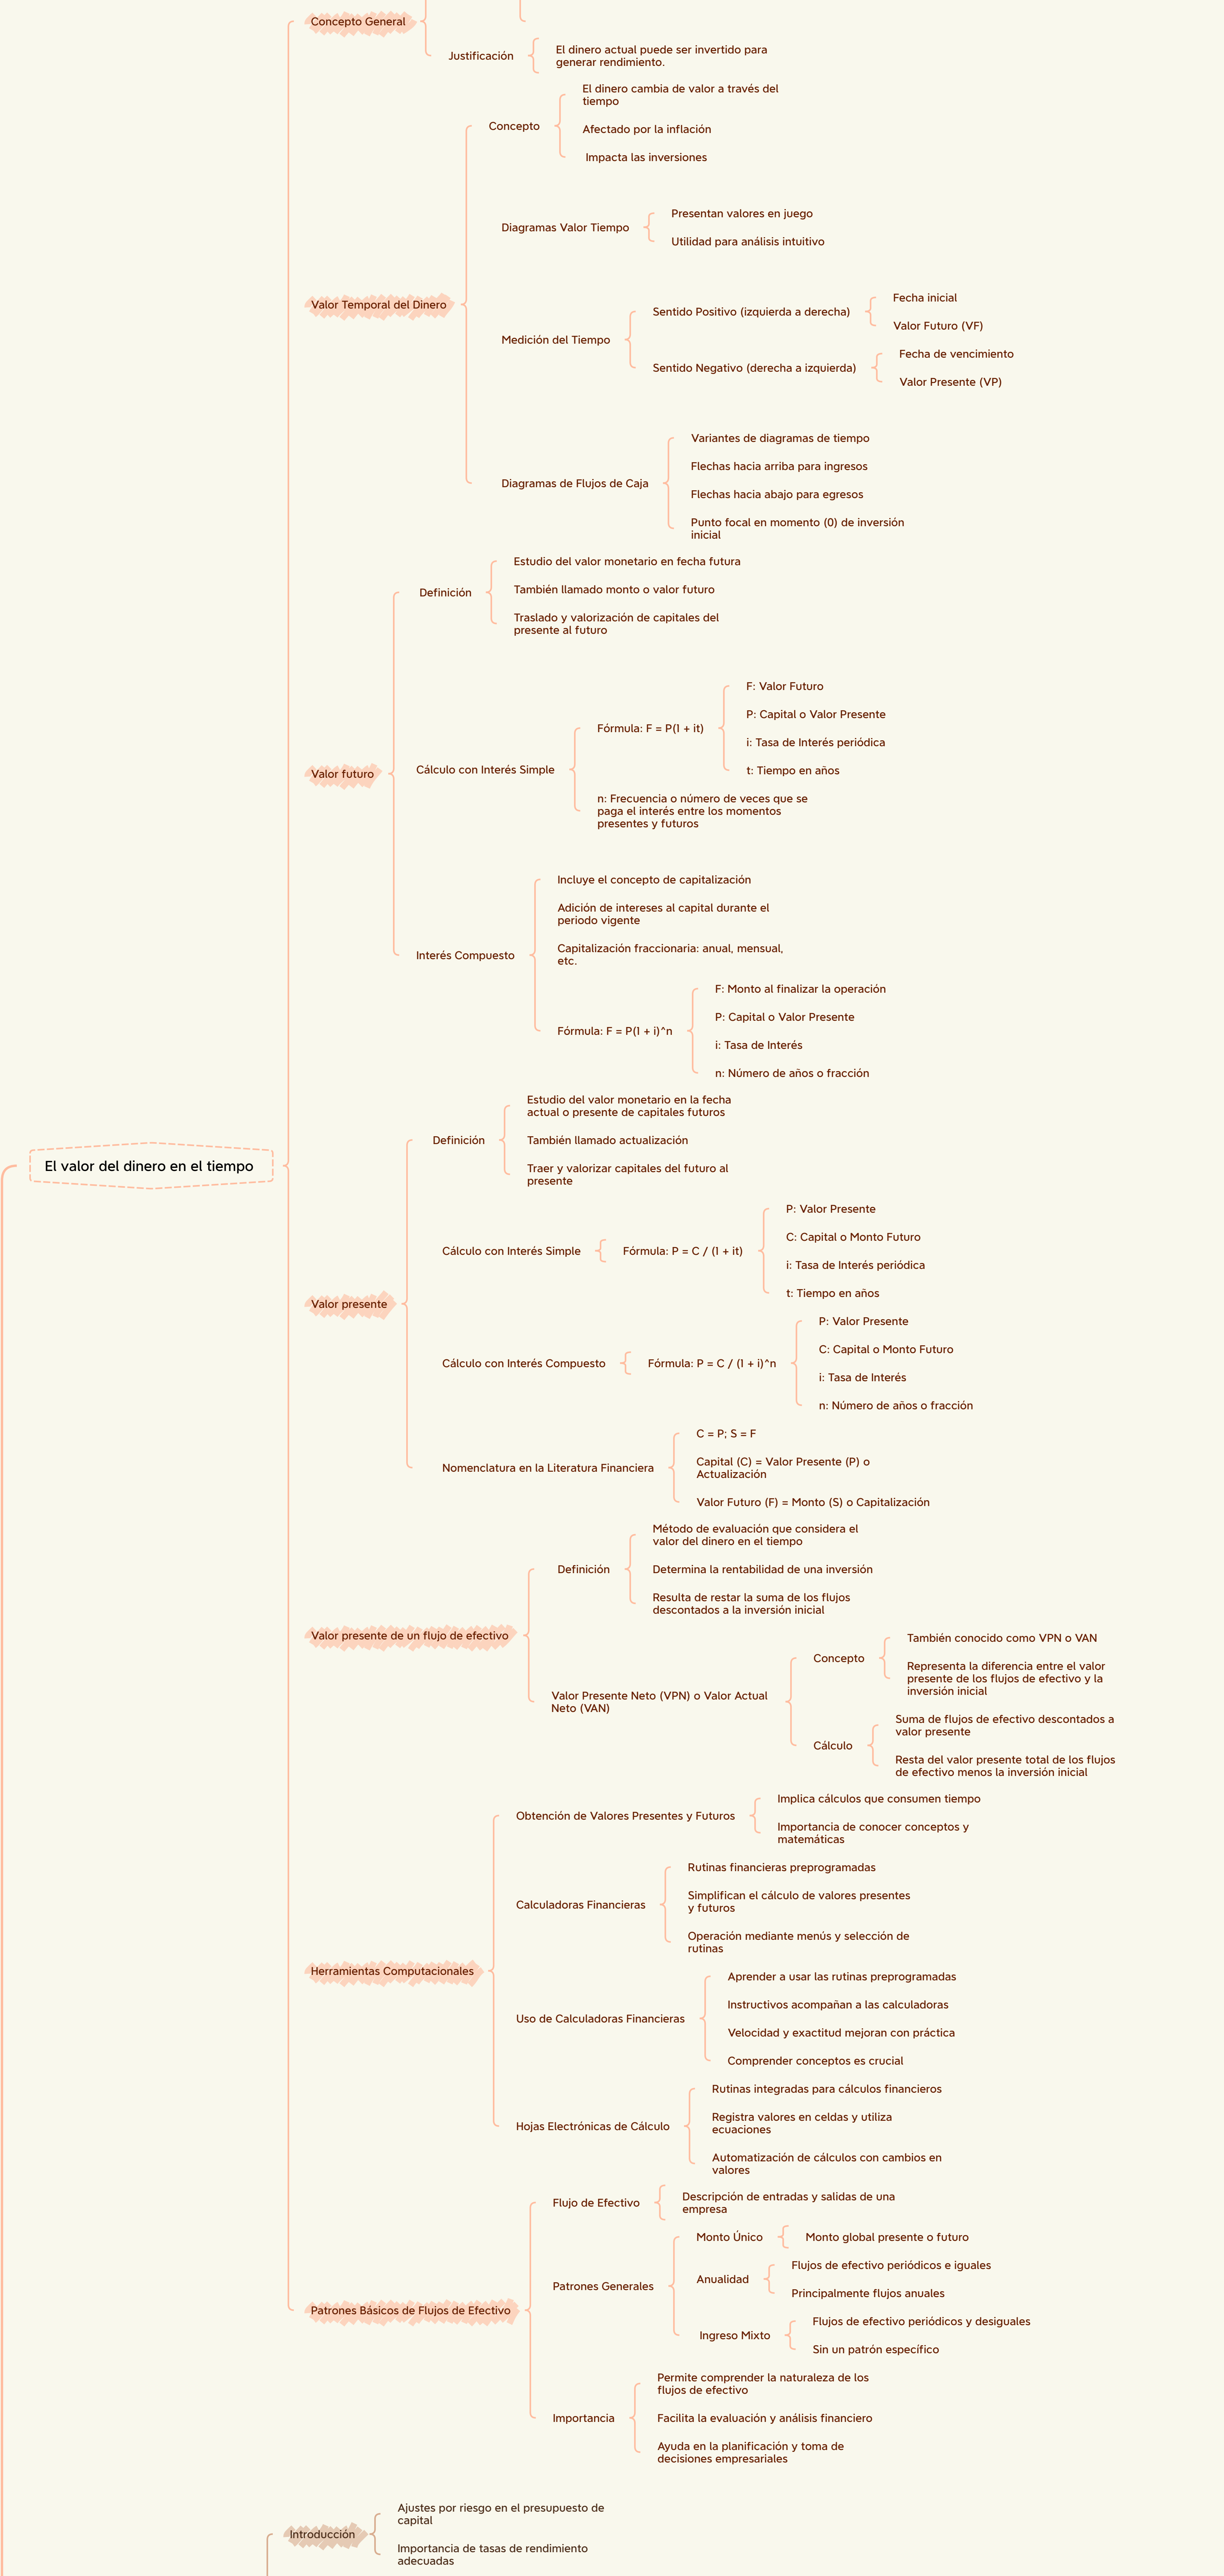 Concepto General
Justificación
El dinero actual puede ser invertido para
generar rendimiento.
El valor del dinero en el tiempo
Valor Temporal del Dinero
Concepto
El dinero cambia de valor a través del
tiempo
Afectado por la inflación
Impacta las inversiones
Diagramas Valor Tiempo
Presentan valores en juego
Utilidad para análisis intuitivo
Medición del Tiempo
Sentido Positivo (izquierda a derecha)
Fecha inicial
Valor Futuro (VF)
Sentido Negativo (derecha a izquierda)
Fecha de vencimiento
Valor Presente (VP)
Diagramas de Flujos de Caja
Variantes de diagramas de tiempo
Flechas hacia arriba para ingresos
Flechas hacia abajo para egresos
Punto focal en momento (0) de inversión
inicial
Valor futuro
Definición
Estudio del valor monetario en fecha futura
También llamado monto o valor futuro
Traslado y valorización de capitales del
presente al futuro
Cálculo con Interés Simple
Fórmula: F = P(1 + it)
F: Valor Futuro
P: Capital o Valor Presente
i: Tasa de Interés periódica
t: Tiempo en años
n: Frecuencia o número de veces que se
paga el interés entre los momentos
presentes y futuros
Interés Compuesto
Incluye el concepto de capitalización
Adición de intereses al capital durante el
periodo vigente
Capitalización fraccionaria: anual, mensual,
etc.
Fórmula: F = P(1 + i)^n
F: Monto al finalizar la operación
P: Capital o Valor Presente
i: Tasa de Interés
n: Número de años o fracción
Valor presente
Definición
Estudio del valor monetario en la fecha
actual o presente de capitales futuros
También llamado actualización
Traer y valorizar capitales del futuro al
presente
Cálculo con Interés Simple
Fórmula: P = C / (1 + it)
P: Valor Presente
C: Capital o Monto Futuro
i: Tasa de Interés periódica
t: Tiempo en años
Cálculo con Interés Compuesto
Fórmula: P = C / (1 + i)^n
P: Valor Presente
C: Capital o Monto Futuro
i: Tasa de Interés
n: Número de años o fracción
Nomenclatura en la Literatura Financiera
C = P; S = F
Capital (C) = Valor Presente (P) o
Actualización
Valor Futuro (F) = Monto (S) o Capitalización
Valor presente de un flujo de efectivo
Definición
Método de evaluación que considera el
valor del dinero en el tiempo
Determina la rentabilidad de una inversión
Resulta de restar la suma de los flujos
descontados a la inversión inicial
Valor Presente Neto (VPN) o Valor Actual
Neto (VAN)
Concepto
También conocido como VPN o VAN
Representa la diferencia entre el valor
presente de los flujos de efectivo y la
inversión inicial
Cálculo
Suma de flujos de efectivo descontados a
valor presente
Resta del valor presente total de los flujos
de efectivo menos la inversión inicial
Herramientas Computacionales
Obtención de Valores Presentes y Futuros
Implica cálculos que consumen tiempo
Importancia de conocer conceptos y
matemáticas
Calculadoras Financieras
Rutinas financieras preprogramadas
Simplifican el cálculo de valores presentes
y futuros
Operación mediante menús y selección de
rutinas
Uso de Calculadoras Financieras
Aprender a usar las rutinas preprogramadas
Instructivos acompañan a las calculadoras
Velocidad y exactitud mejoran con práctica
Comprender conceptos es crucial
Hojas Electrónicas de Cálculo
Rutinas integradas para cálculos financieros
Registra valores en celdas y utiliza
ecuaciones
Automatización de cálculos con cambios en
valores
Patrones Básicos de Flujos de Efectivo
Flujo de Efectivo
Descripción de entradas y salidas de una
empresa
Patrones Generales
Monto Único
Monto global presente o futuro
Anualidad
Flujos de efectivo periódicos e iguales
Principalmente flujos anuales
Ingreso Mixto
Flujos de efectivo periódicos y desiguales
Sin un patrón específico
Importancia
Permite comprender la naturaleza de los
flujos de efectivo
Facilita la evaluación y análisis financiero
Ayuda en la planificación y toma de
decisiones empresariales
Introducción
Ajustes por riesgo en el presupuesto de
capital
Importancia de tasas de rendimiento
adecuadas